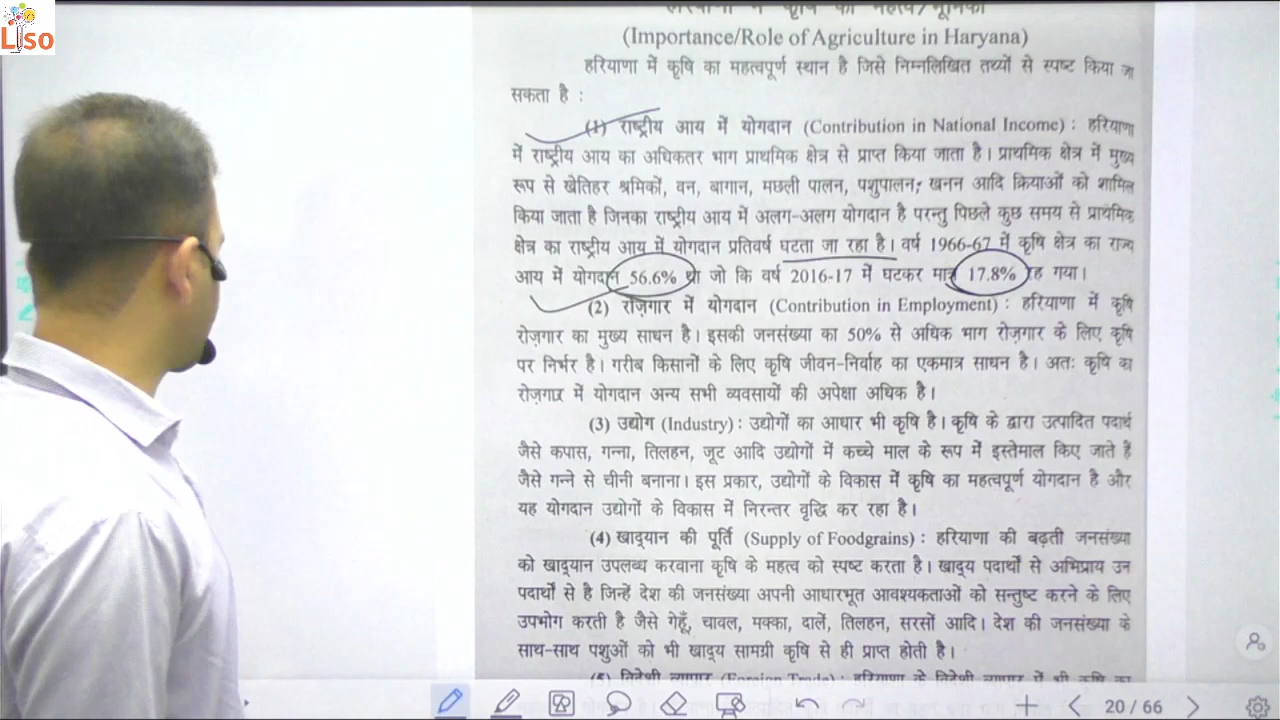 Liso
हरियाणा में कृषि का महत्व/भूमिका
(Importance/Role of Agriculture in Haryana)
हरियाणा में कृषि का महत्वपूर्ण स्थान है जिसे निम्नलिखित तथ्यों से स्पष्ट किया जा
सकता है :
(1) राष्ट्रीय आय में योगदान (Contribution in National Income) : हरियाणा
में राष्ट्रीय आय का अधिकतर भाग प्राथमिक क्षेत्र से प्राप्त किया जाता है। प्राथमिक क्षेत्र में मुख्य
रूप से खेतिहर श्रमिकों, वन, बागान, मछली पालन, पशुपालन, खनन आदि क्रियाओं को शामिल
किया जाता है जिनका राष्ट्रीय आय में अलग-अलग योगदान है परन्तु पिछले कुछ समय से प्राथमिक
क्षेत्र का राष्ट्रीय आय में योगदान प्रतिवर्ष घटता जा रहा है। वर्ष 1966-67 में कृषि क्षेत्र का राज्य
आय में योगदान 56.6% था जो कि वर्ष 2016-17 में घटकर मात्र 17.8% रह गया।
(2) रोज़गार में योगदान (Contribution in Employment) : हरियाणा में कृषि
रोज़गार का मुख्य साधन है। इसकी जनसंख्या का 50% से अधिक भाग रोज़गार के लिए कृषि
पर निर्भर है। गरीब किसानों के लिए कृषि जीवन-निर्वाह का एकमात्र साधन है। अतः कृषि का
रोज़गार में योगदान अन्य सभी व्यवसायों की अपेक्षा अधिक है।
(3) उद्योग (Industry) : उद्योगों का आधार भी कृषि है। कृषि के द्वारा उत्पादित पदार्थ
जैसे कपास, गन्ना, तिलहन, जूट आदि उद्योगों में कच्चे माल के रूप में इस्तेमाल किए जाते हैं
जैसे गन्ने से चीनी बनाना। इस प्रकार, उद्योगों के विकास में कृषि का महत्वपूर्ण योगदान है और
यह योगदान उद्योगों के विकास में निरन्तर वृद्धि कर रहा है।
(4) खाद्यान की पूर्ति (Supply of Foodgrains) : हरियाणा की बढ़ती जनसंख्या
को खाद्यान उपलब्ध करवाना कृषि के महत्व को स्पष्ट करता है। खाद्य पदार्थों से अभिप्राय उन
पदार्थों से है जिन्हें देश की जनसंख्या अपनी आधारभूत आवश्यकताओं को सन्तुष्ट करने के लिए
उपभोग करती है जैसे गेहूँ, चावल, मक्का, दालें, तिलहन, सरसों आदि। देश की जनसंख्या के
साथ-साथ पशुओं को भी खाद्य सामग्री कृषि से ही प्राप्त होती है।
(5) विदेशी व्यापार (Foreign Trade) : हरियाणा के विदेशी व्यापार में भी कृषि का
20 / 66